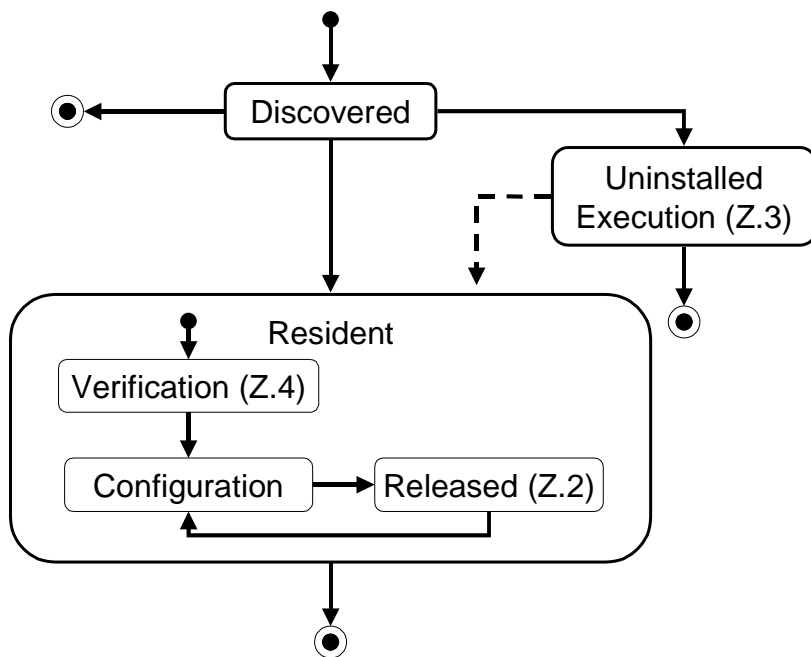 Discovered
Uninstalled
Execution (Z.3)
Resident
Verification (Z.4)
Configuration
Released (Z.2)